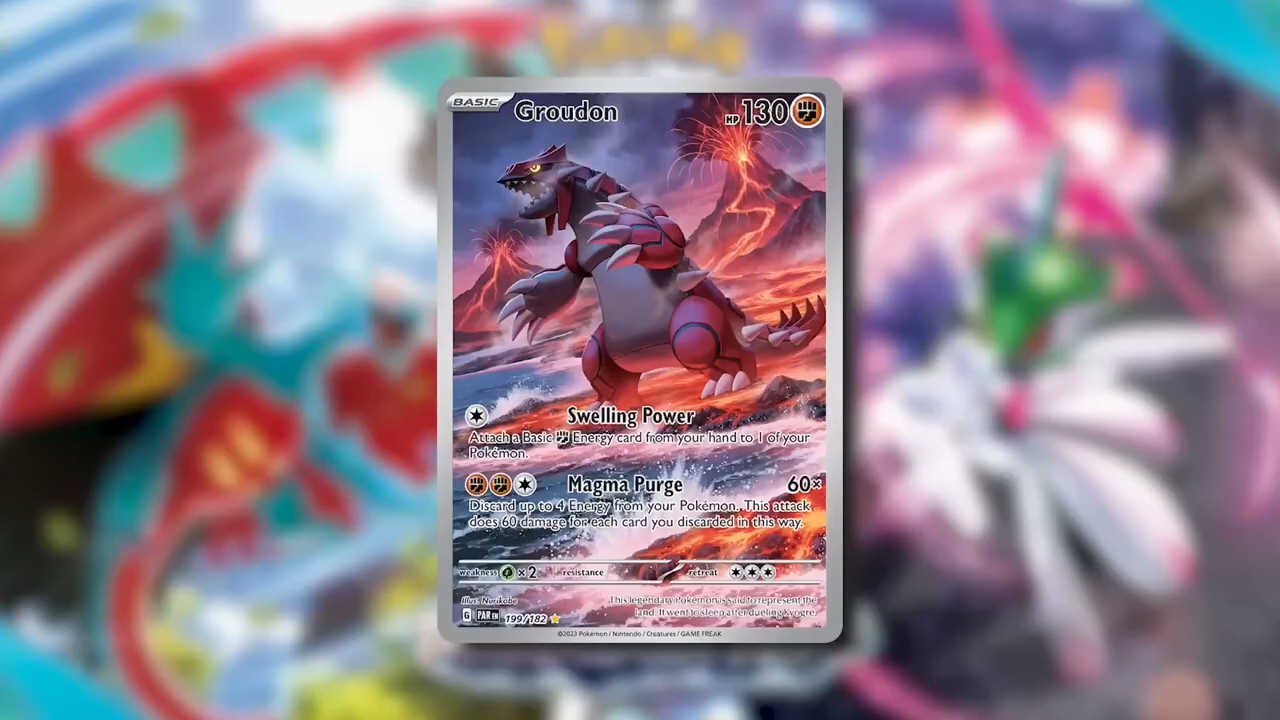 BASIC Groudon HP 130
Swelling Power
Attach a Basic Energy card from your hand to 1 of your
Pokémon.
Magma Purge 60×
Discard up to 4 Energy from your Pokémon. This attack
does 60 damage for each card you discarded in this way.
weakness ×2 resistance retreat
Illus. Nurikabe
This legendary Pokémon is said to represent the
land. It went to sleep after dueling Kyogre.
G PAR EN 199/182
©2023 Pokémon / Nintendo / Creatures / GAME FREAK